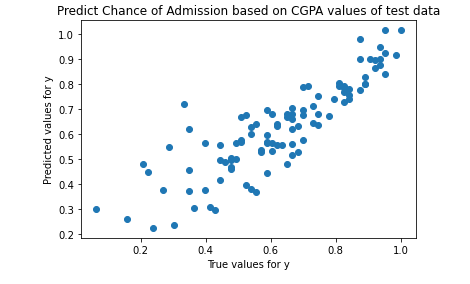 Predict Chance of Admission based on CGPA values of test data
1.0
0.9
0.8
0.7
0.6
0.5
0.4
0.3
0.2
Predicted values for y
0.2 0.4 0.6 0.8 1.0
True values for y